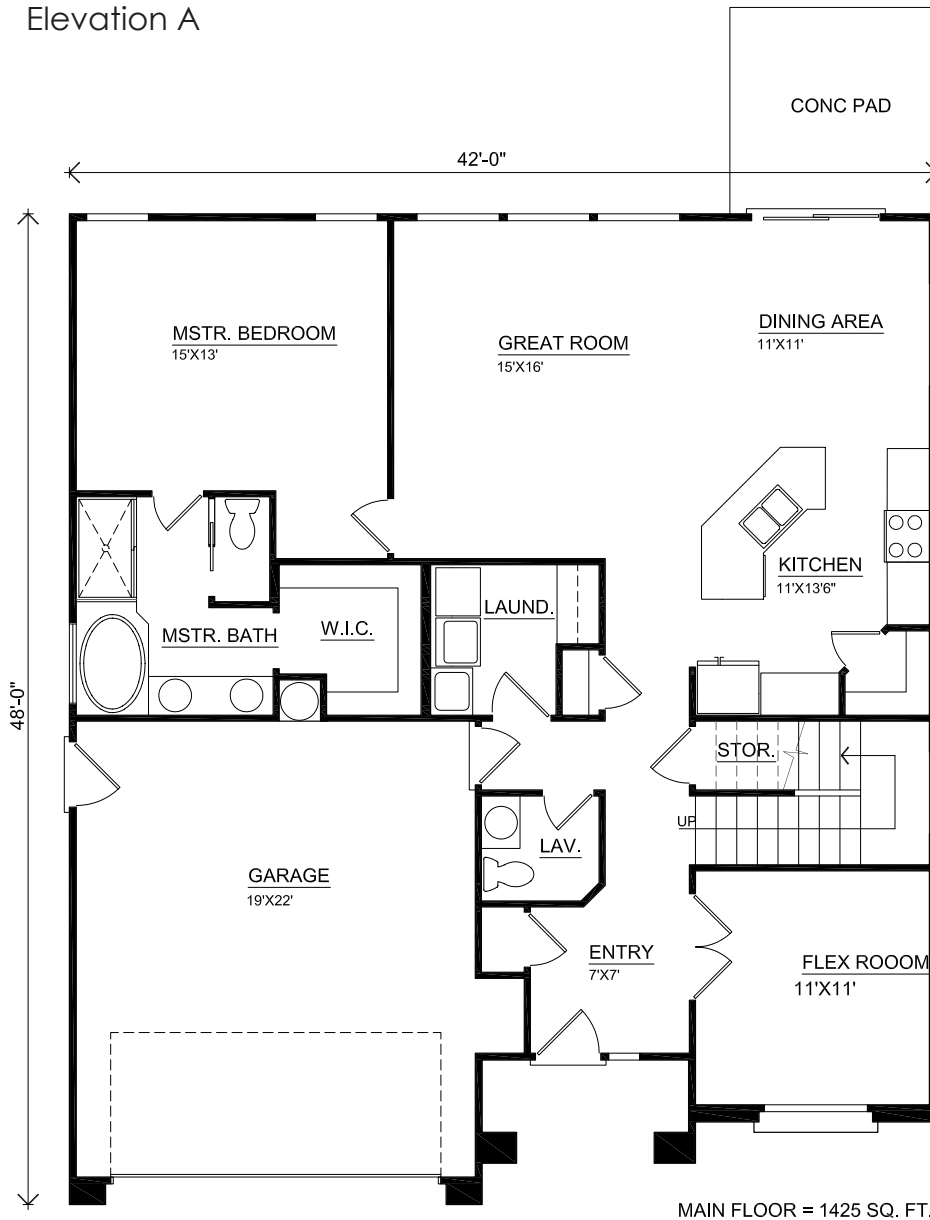 Elevation A
CONC PAD
42'-0"
MSTR. BEDROOM
15'X13'
GREAT ROOM
15'X16'
DINING AREA
11'X11'
KITCHEN
11'X13'6"
LAUND.
MSTR. BATH
W.I.C.
48'-0"
STOR.
UP
LAV.
GARAGE
19'X22'
ENTRY
7'X7'
FLEX ROOOM
11'X11'
MAIN FLOOR = 1425 SQ. FT.